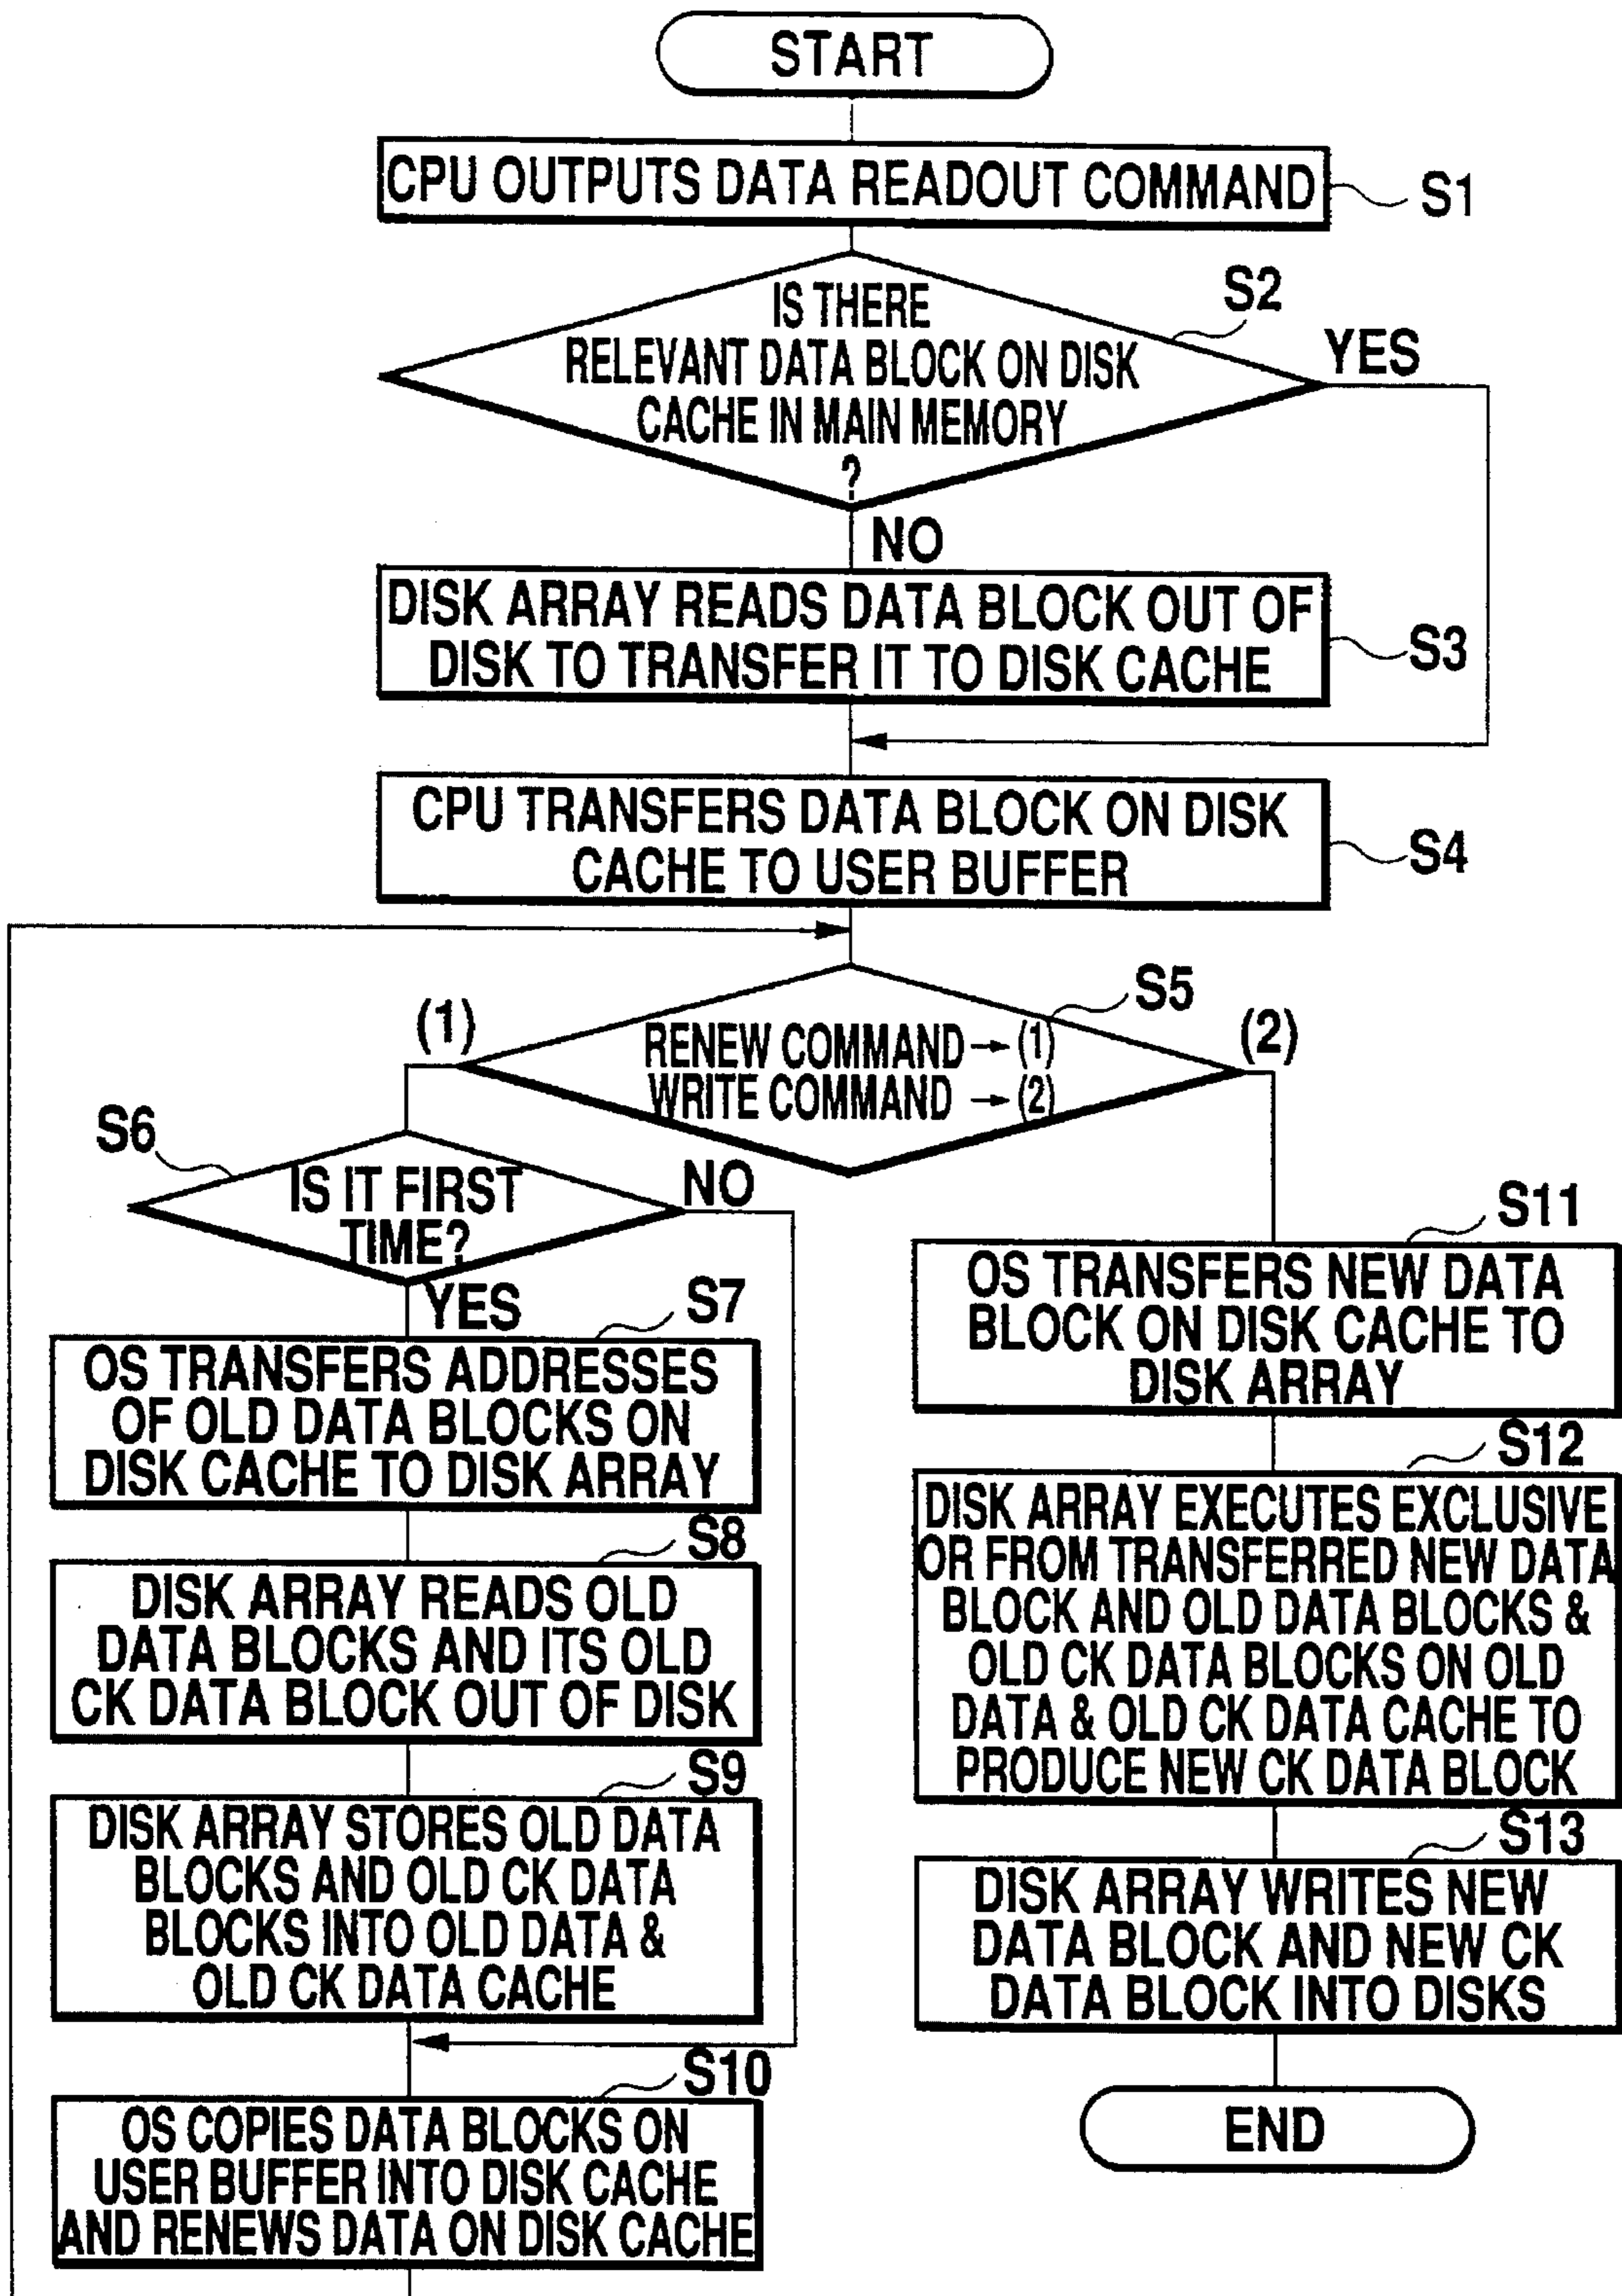 START
CPU OUTPUTS DATA READOUT COMMAND
S1
S2
IS THERE
RELEVANT DATA BLOCK ON DISK
CACHE IN MAIN MEMORY
?
YES
NO
DISK ARRAY READS DATA BLOCK OUT OF
DISK TO TRANSFER IT TO DISK CACHE
S3
CPU TRANSFERS DATA BLOCK ON DISK
CACHE TO USER BUFFER
S4
S5
(1)
RENEW COMMAND → (1)
WRITE COMMAND → (2)
(2)
S6
IS IT FIRST
TIME?
NO
YES
S7
OS TRANSFERS ADDRESSES
OF OLD DATA BLOCKS ON
DISK CACHE TO DISK ARRAY
S8
DISK ARRAY READS OLD
DATA BLOCKS AND ITS OLD
CK DATA BLOCK OUT OF DISK
S9
DISK ARRAY STORES OLD DATA
BLOCKS AND OLD CK DATA
BLOCKS INTO OLD DATA &
OLD CK DATA CACHE
S10
OS COPIES DATA BLOCKS ON
USER BUFFER INTO DISK CACHE
AND RENEWS DATA ON DISK CACHE
S11
OS TRANSFERS NEW DATA
BLOCK ON DISK CACHE TO
DISK ARRAY
S12
DISK ARRAY EXECUTES EXCLUSIVE
OR FROM TRANSFERRED NEW DATA
BLOCK AND OLD DATA BLOCKS &
OLD CK DATA BLOCKS ON OLD
DATA & OLD CK DATA CACHE TO
PRODUCE NEW CK DATA BLOCK
S13
DISK ARRAY WRITES NEW
DATA BLOCK AND NEW CK
DATA BLOCK INTO DISKS
END